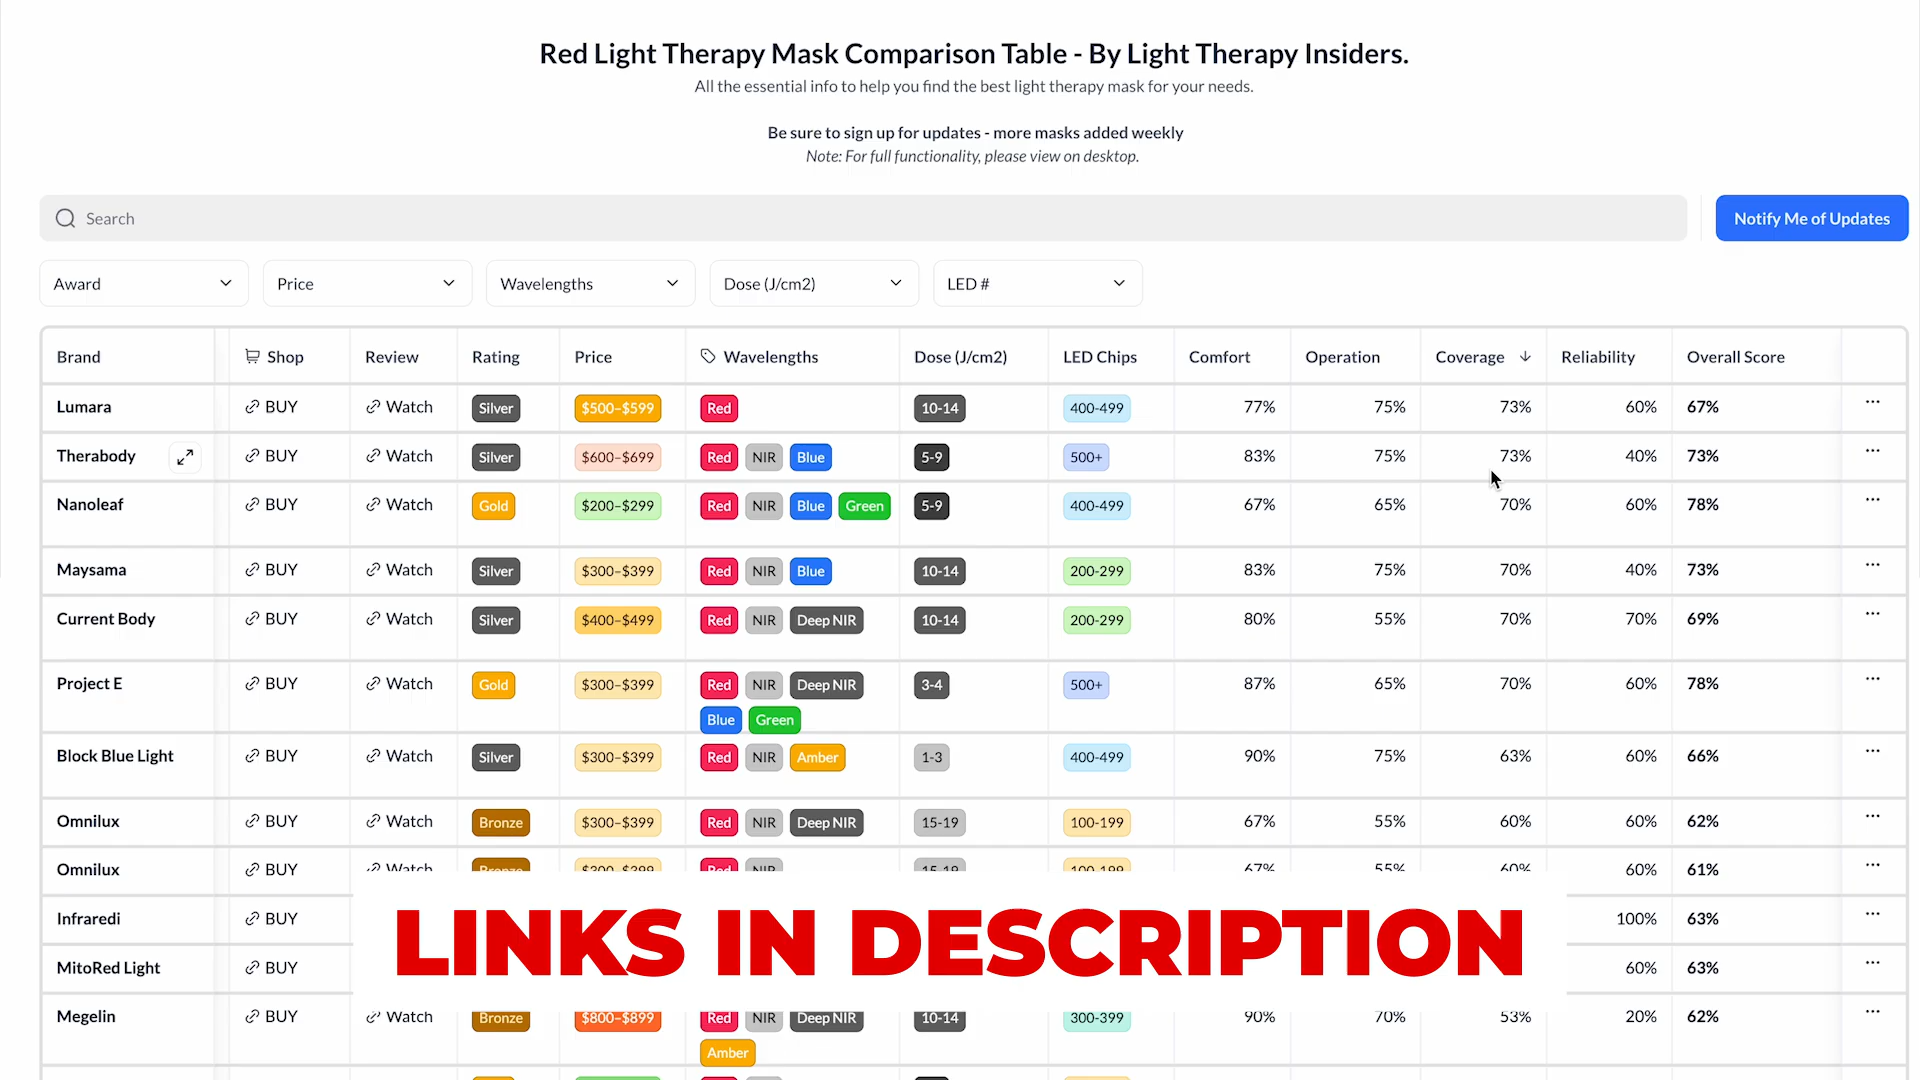 Red Light Therapy Mask Comparison Table - By Light Therapy Insiders.
All the essential info to help you find the best light therapy mask for your needs.
Be sure to sign up for updates - more masks added weekly
Note: For full functionality, please view on desktop.
Search
Notify Me of Updates
Award Price Wavelengths Dose (J/cm2) LED #
Brand Shop Review Rating Price Wavelengths Dose (J/cm2) LED Chips Comfort Operation Coverage ↓ Reliability Overall Score
Lumara BUY Watch Silver $500–$599 Red 10-14 400-499 77% 75% 73% 60% 67% ...
Therabody BUY Watch Silver $600–$699 Red NIR Blue 5-9 500+ 83% 75% 73% 40% 73% ...
Nanoleaf BUY Watch Gold $200–$299 Red NIR Blue Green 5-9 400-499 67% 65% 70% 60% 78% ...
Maysama BUY Watch Silver $300–$399 Red NIR Blue 10-14 200-299 83% 75% 70% 40% 73% ...
Current Body BUY Watch Silver $400–$499 Red NIR Deep NIR 10-14 200-299 80% 55% 70% 70% 69% ...
Project E BUY Watch Gold $300–$399 Red NIR Deep NIR 3-4 500+ 87% 65% 70% 60% 78% ...
Blue Green
Block Blue Light BUY Watch Silver $300–$399 Red NIR Amber 1-3 400-499 90% 75% 63% 60% 66% ...
Omnilux BUY Watch Bronze $300–$399 Red NIR Deep NIR 15-19 100-199 67% 55% 60% 60% 62% ...
Omnilux BUY Watch Bronze $300–$399 Red NIR 15-19 100-199 67% 55% 60% 60% 61% ...
Infraredi BUY 100% 63% ...
LINKS IN DESCRIPTION
MitoRed Light BUY 60% 63% ...
Megelin BUY Watch Bronze $800–$899 Red NIR Deep NIR 10-14 300-399 90% 70% 53% 20% 62% ...
Amber